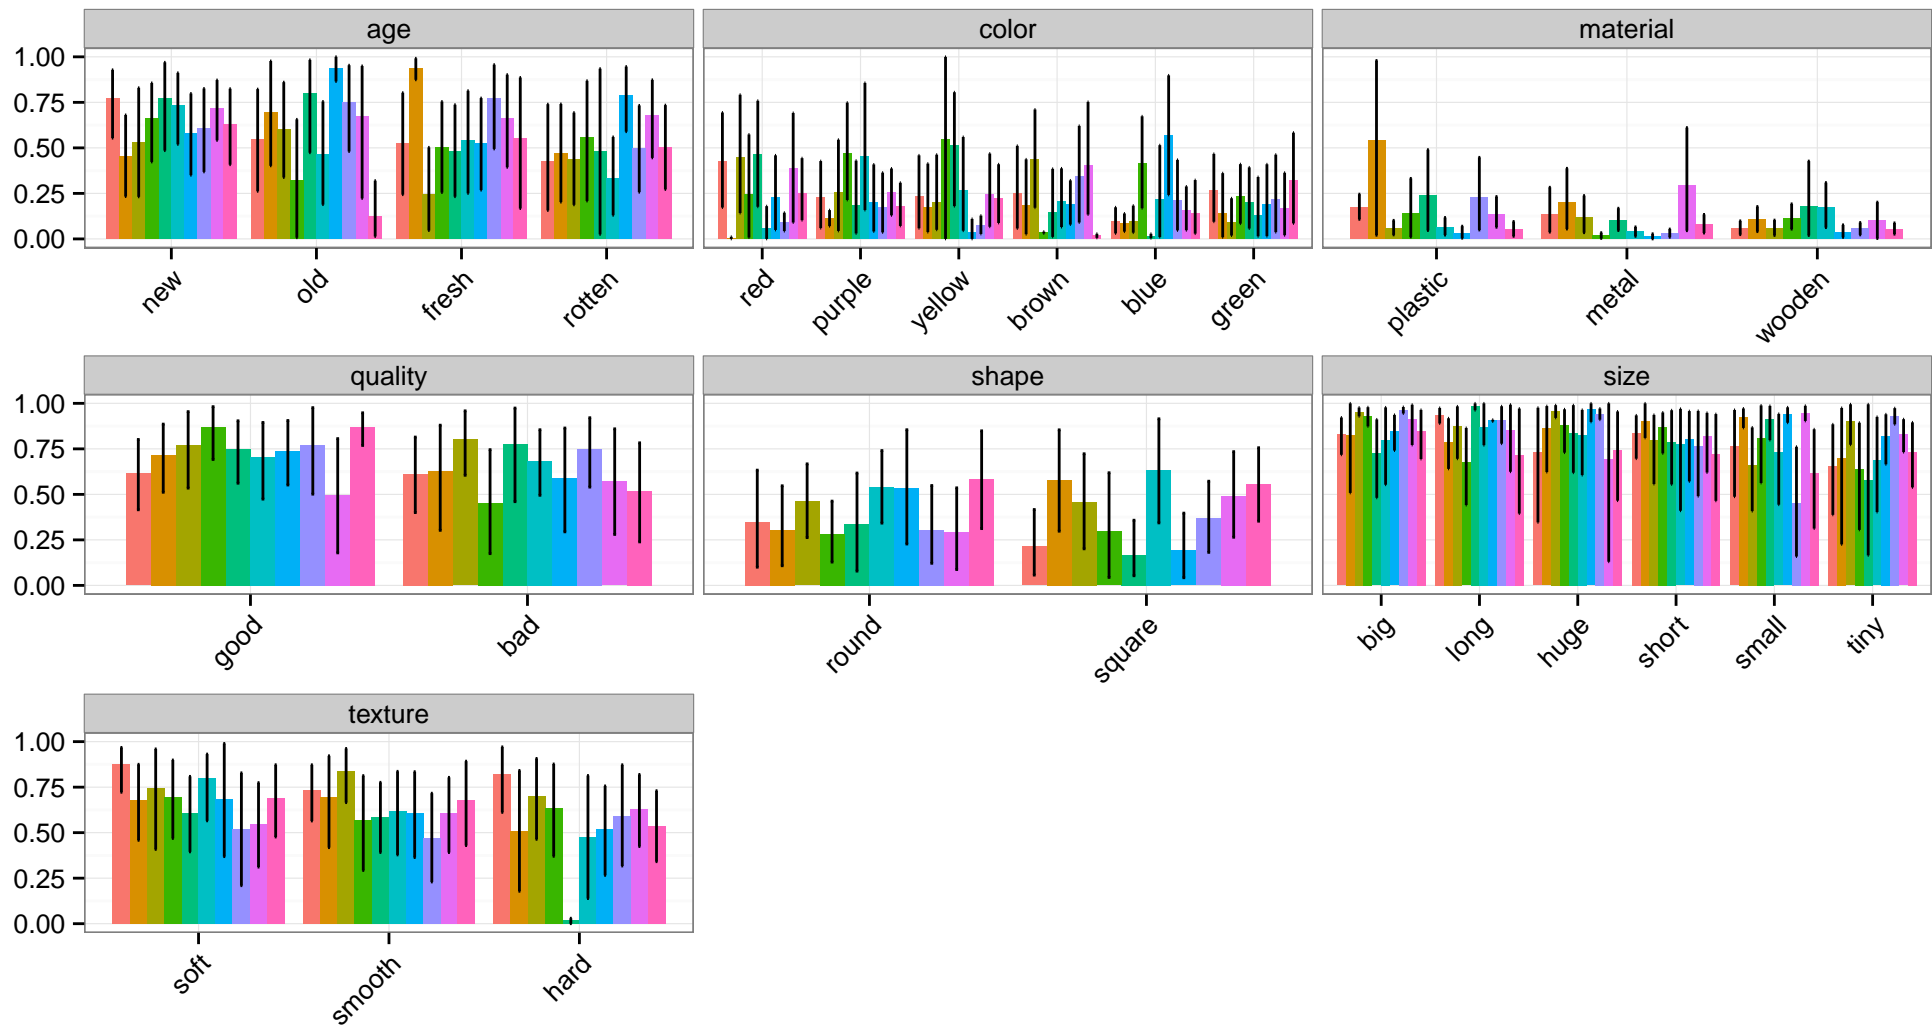 age color material
1.00
0.75
0.50
0.25
0.00
new old fresh rotten red purple yellow brown blue green plastic metal wooden
quality shape size
1.00
0.75
0.50
0.25
0.00
good bad round square big long huge short small tiny
texture
1.00
0.75
0.50
0.25
0.00
soft smooth hard